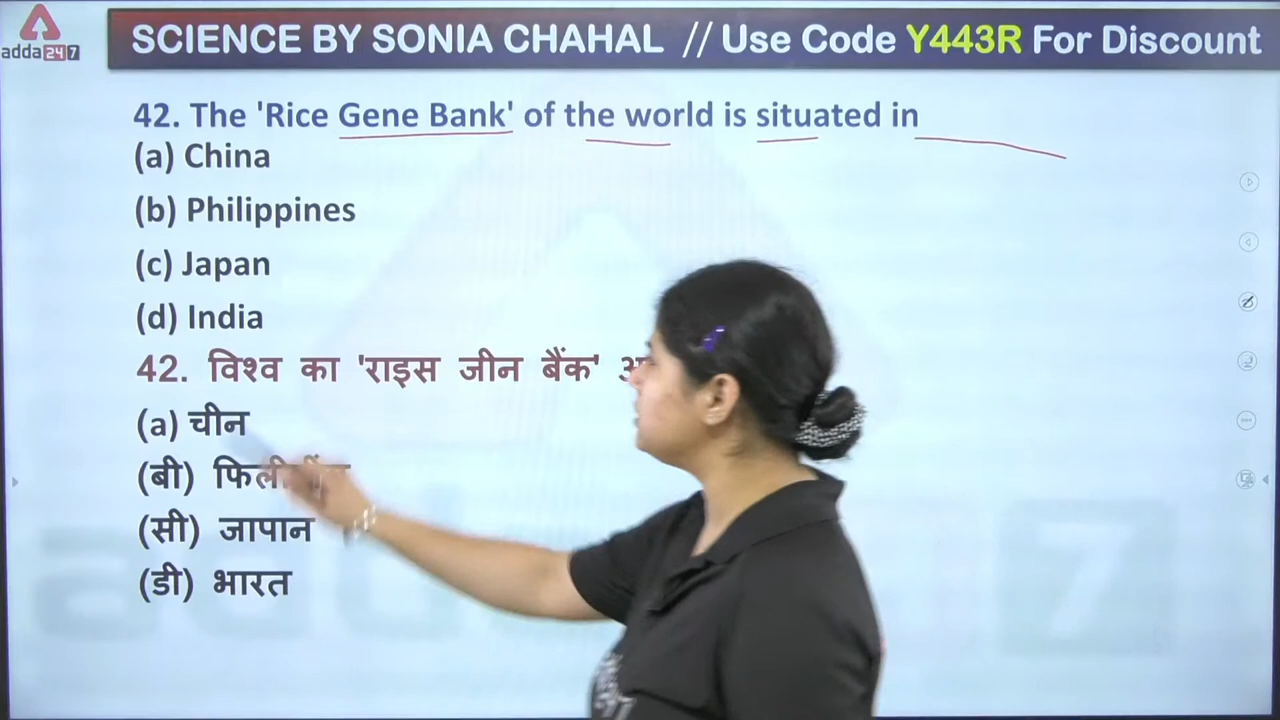 adda247
SCIENCE BY SONIA CHAHAL // Use Code Y443R For Discount
42. The 'Rice Gene Bank' of the world is situated in
(a) China
(b) Philippines
(c) Japan
(d) India
42. विश्व का 'राइस जीन बैंक'
(a) चीन
(बी)
(सी) जापान
(डी) भारत